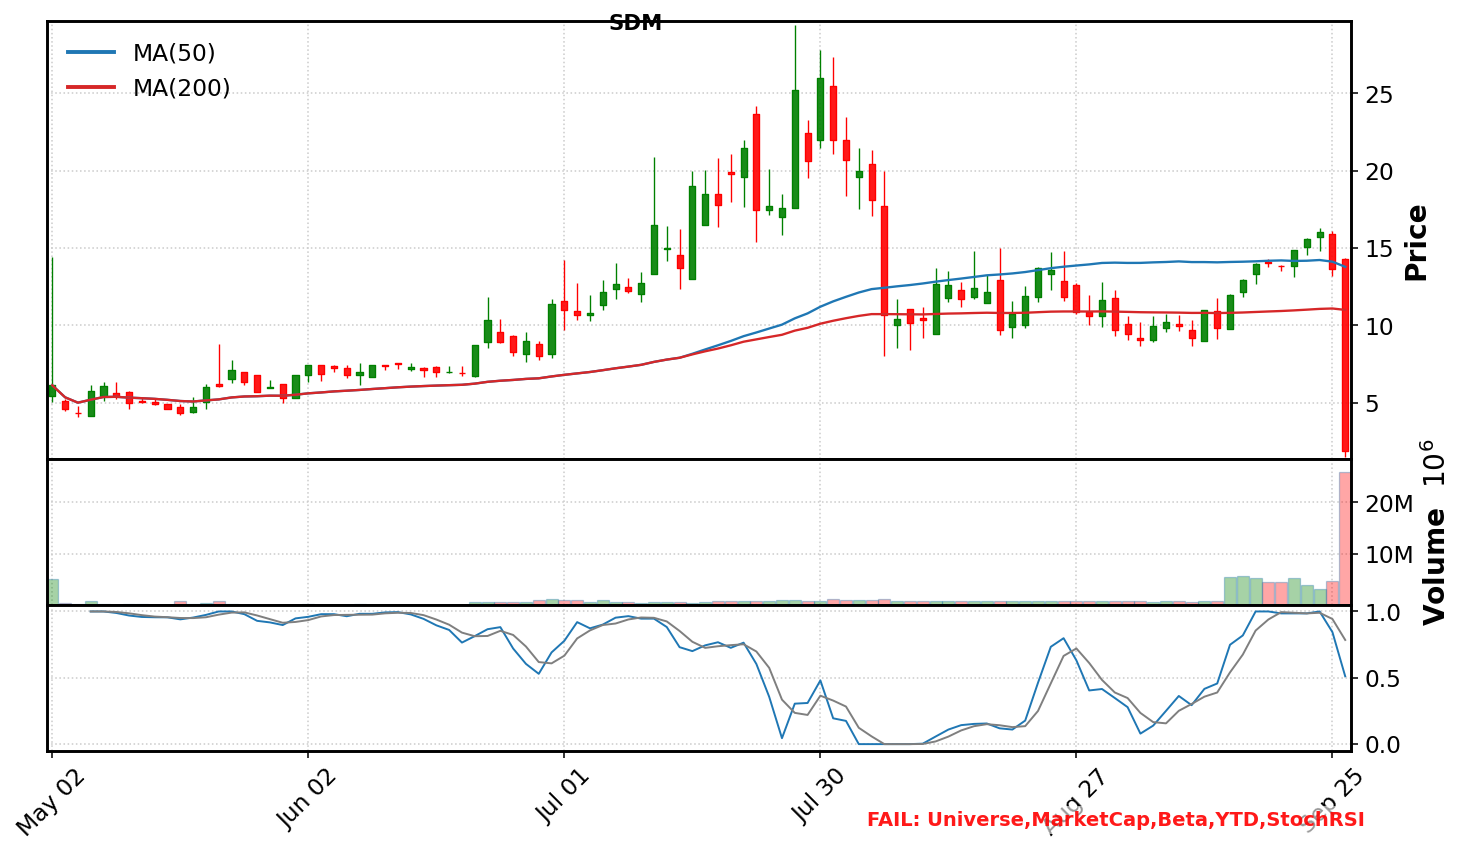 SDM
MA(50)
MA(200)
25
20
15
10
5
Price
20M
10M
Volume 10^6
1.0
0.5
0.0
May 02
Jun 02
Jul 01
Jul 30
Aug 27
Sep 25
FAIL: Universe,MarketCap,Beta,YTD,StochRSI